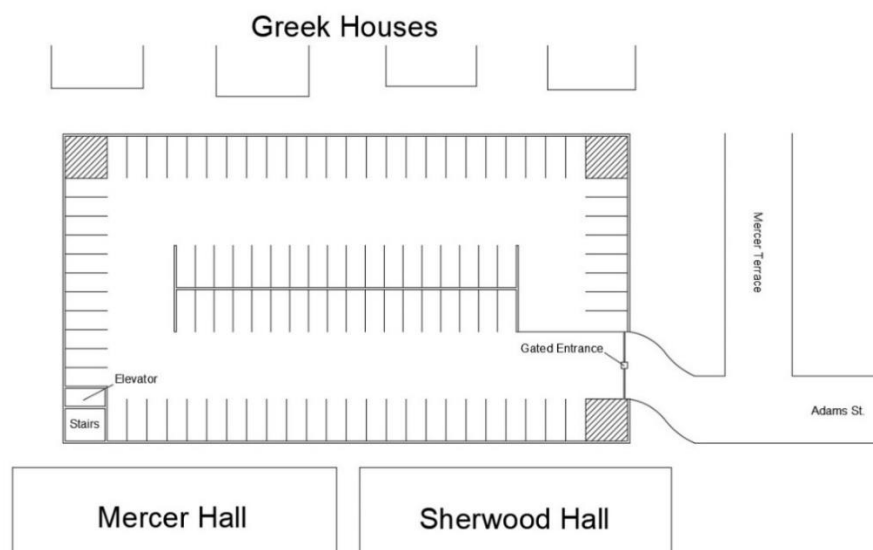 Greek Houses
Mercer Terrace
Gated Entrance
Elevator
Stairs
Adams St.
Mercer Hall
Sherwood Hall